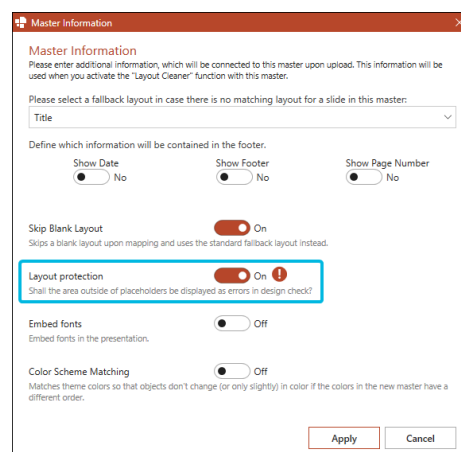 Master Information
Master Information
Please enter additional information, which will be connected to this master upon upload. This information will be
used when you activate the "Layout Cleaner" function with this master.
Please select a fallback layout in case there is no matching layout for a slide in this master:
Title
Define which information will be contained in the footer.
Show Date Show Footer Show Page Number
No No No
Skip Blank Layout On
Skips a blank layout upon mapping and uses the standard fallback layout instead.
Layout protection On
Shall the area outside of placeholders be displayed as errors in design check?
Embed fonts Off
Embed fonts in the presentation.
Color Scheme Matching Off
Matches theme colors so that objects don't change (or only slightly) in color if the colors in the new master have a
different order.
Apply Cancel